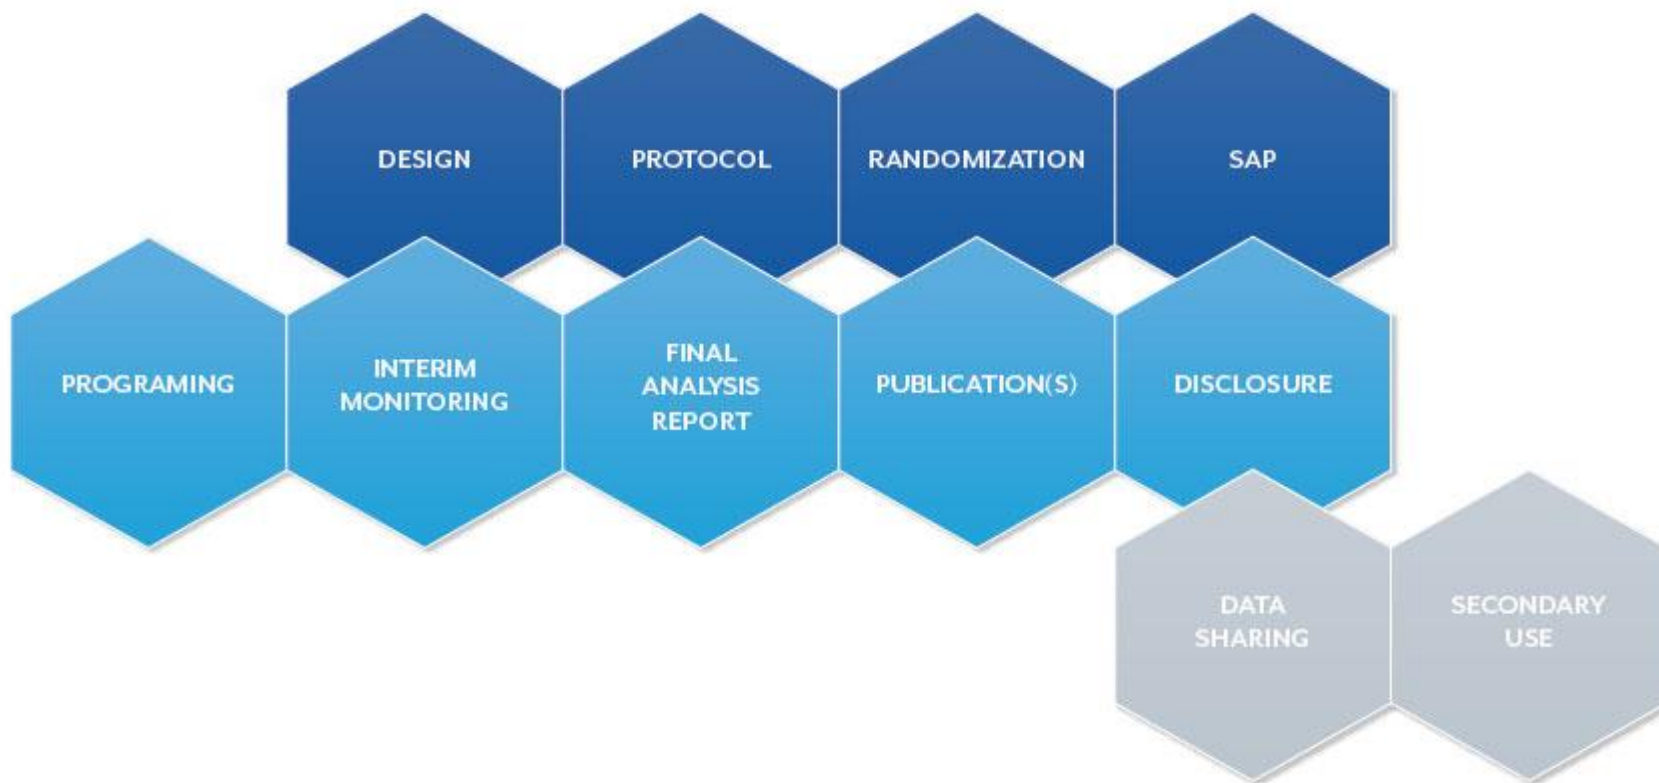 DESIGN
PROTOCOL
RANDOMIZATION
SAP
PROGRAMING
INTERIM
MONITORING
FINAL
ANALYSIS
REPORT
PUBLICATION(S)
DISCLOSURE
DATA
SHARING
SECONDARY
USE